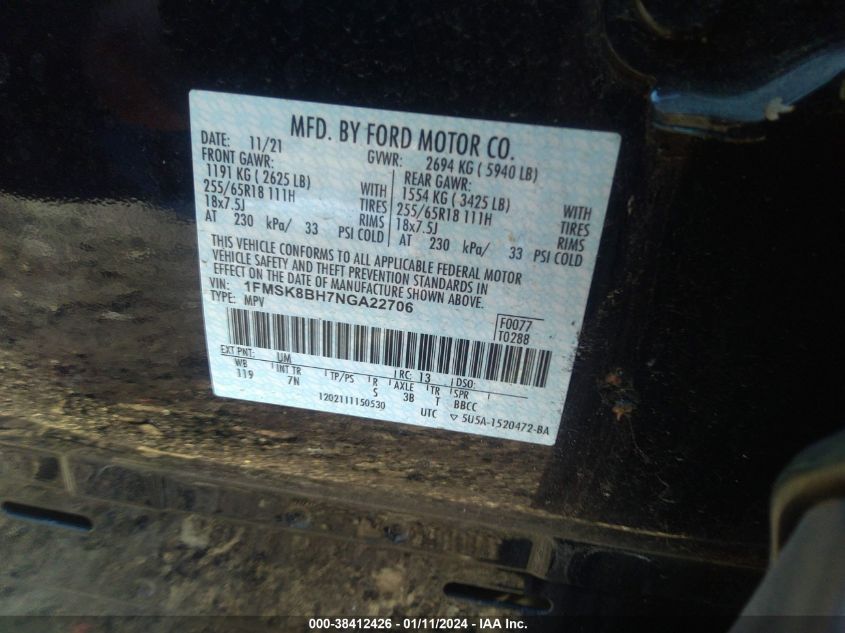 MFD. BY FORD MOTOR CO.
DATE: 11/21 GVWR: 2694 KG ( 5940 LB)
FRONT GAWR: REAR GAWR:
1191 KG ( 2625 LB) WITH 1554 KG ( 3425 LB) WITH
255/65R18 111H TIRES 255/65R18 111H TIRES
18x7.5J RIMS 18x7.5J RIMS
AT 230 kPa/ 33 PSI COLD AT 230 kPa/ 33 PSI COLD
THIS VEHICLE CONFORMS TO ALL APPLICABLE FEDERAL MOTOR
VEHICLE SAFETY AND THEFT PREVENTION STANDARDS IN
EFFECT ON THE DATE OF MANUFACTURE SHOWN ABOVE.
VIN: 1FMSK8BH7NGA22706
TYPE: MPV
F0077
T0288
EXT PNT: UM RC: 13 DSO:
WB INT TR TP/PS R AXLE TR SPR
119 7N S 3B T BBCC
1202111150530 UTC ▽ 5U5A-1520472-BA
000-38412426 - 01/11/2024 - IAA Inc.